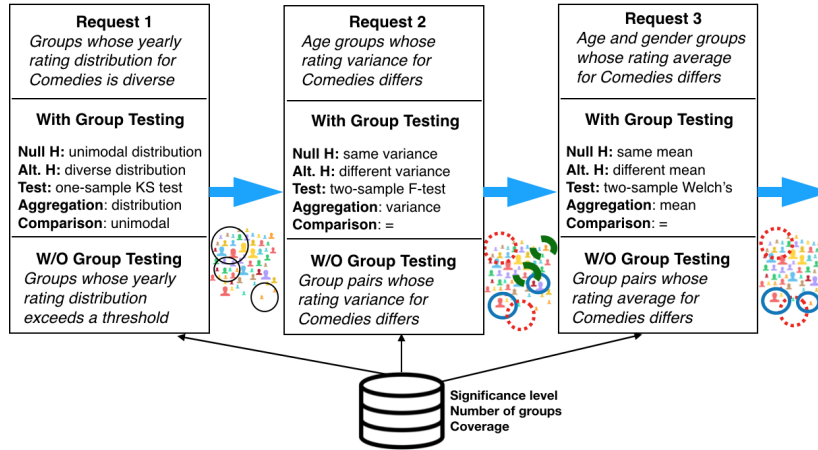 Request 1
Groups whose yearly
rating distribution for
Comedies is diverse
With Group Testing
Null H: unimodal distribution
Alt. H: diverse distribution
Test: one-sample KS test
Aggregation: distribution
Comparison: unimodal
W/O Group Testing
Groups whose yearly
rating distribution
exceeds a threshold
Request 2
Age groups whose
rating variance for
Comedies differs
With Group Testing
Null H: same variance
Alt. H: different variance
Test: two-sample F-test
Aggregation: variance
Comparison: =
W/O Group Testing
Group pairs whose
rating variance for
Comedies differs
Request 3
Age and gender groups
whose rating average
for Comedies differs
With Group Testing
Null H: same mean
Alt. H: different mean
Test: two-sample Welch's
Aggregation: mean
Comparison: =
W/O Group Testing
Group pairs whose
rating average for
Comedies differs
Significance level
Number of groups
Coverage